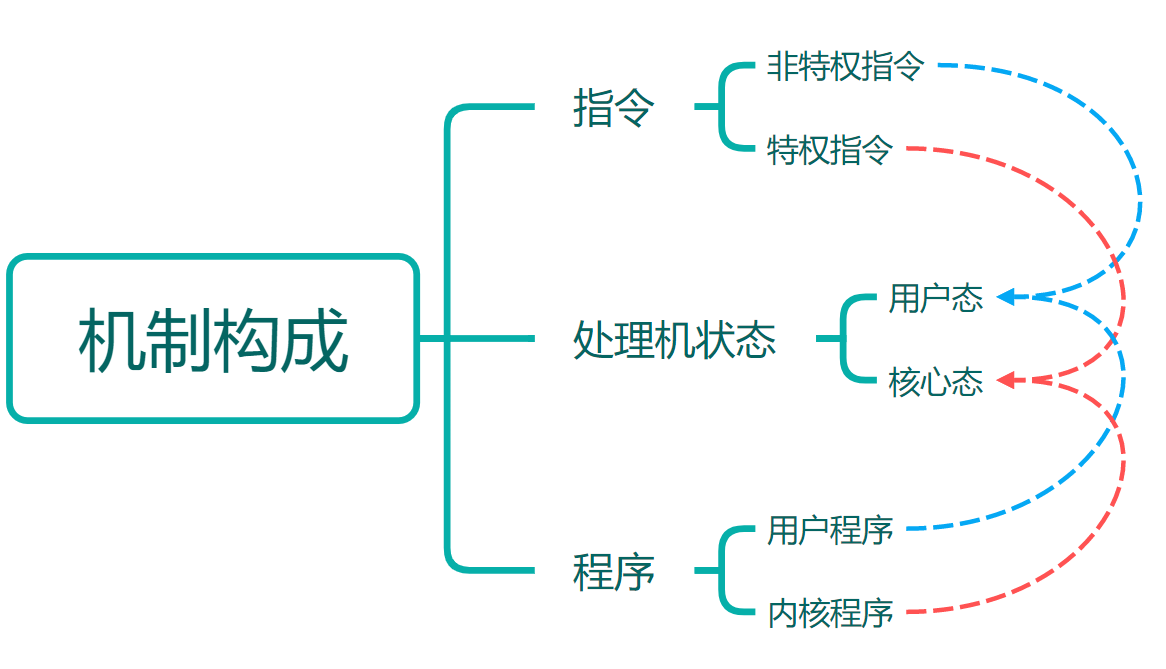 机制构成
指令
非特权指令
特权指令
处理机状态
用户态
核心态
程序
用户程序
内核程序